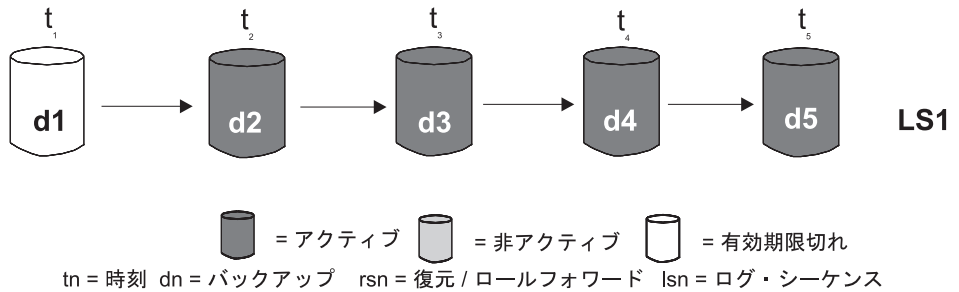 t1 t2 t3 t4 t5
d1 d2 d3 d4 d5 LS1
= アクティブ = 非アクティブ = 有効期限切れ
tn = 時刻 dn = バックアップ rsn = 復元 / ロールフォワード lsn = ログ・シーケンス